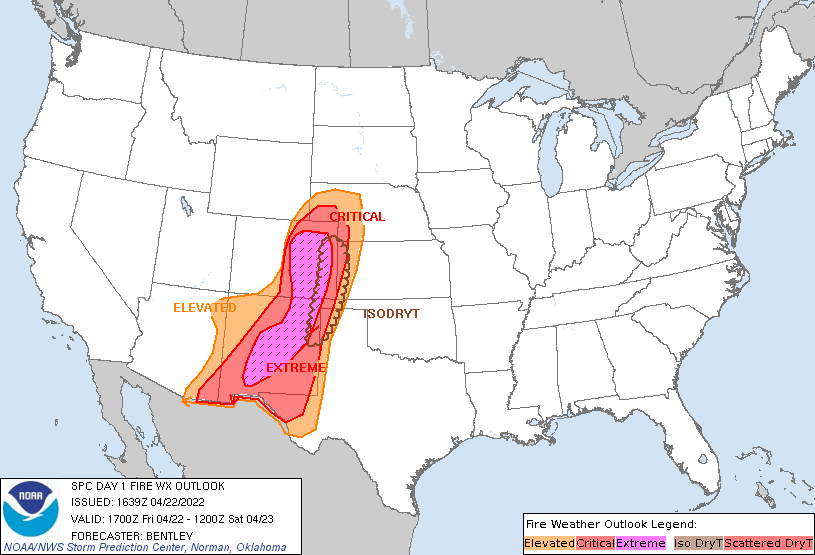 CRITICAL
ELEVATED
ISODRYT
EXTREME
NOAA
SPC DAY 1 FIRE WX OUTLOOK
ISSUED: 1639Z 04/22/2022
VALID: 1700Z Fri 04/22 - 1200Z Sat 04/23
FORECASTER: BENTLEY
NOAA/NWS Storm Prediction Center, Norman, Oklahoma
Fire Weather Outlook Legend:
Elevated Critical Extreme Iso DryT Scattered DryT